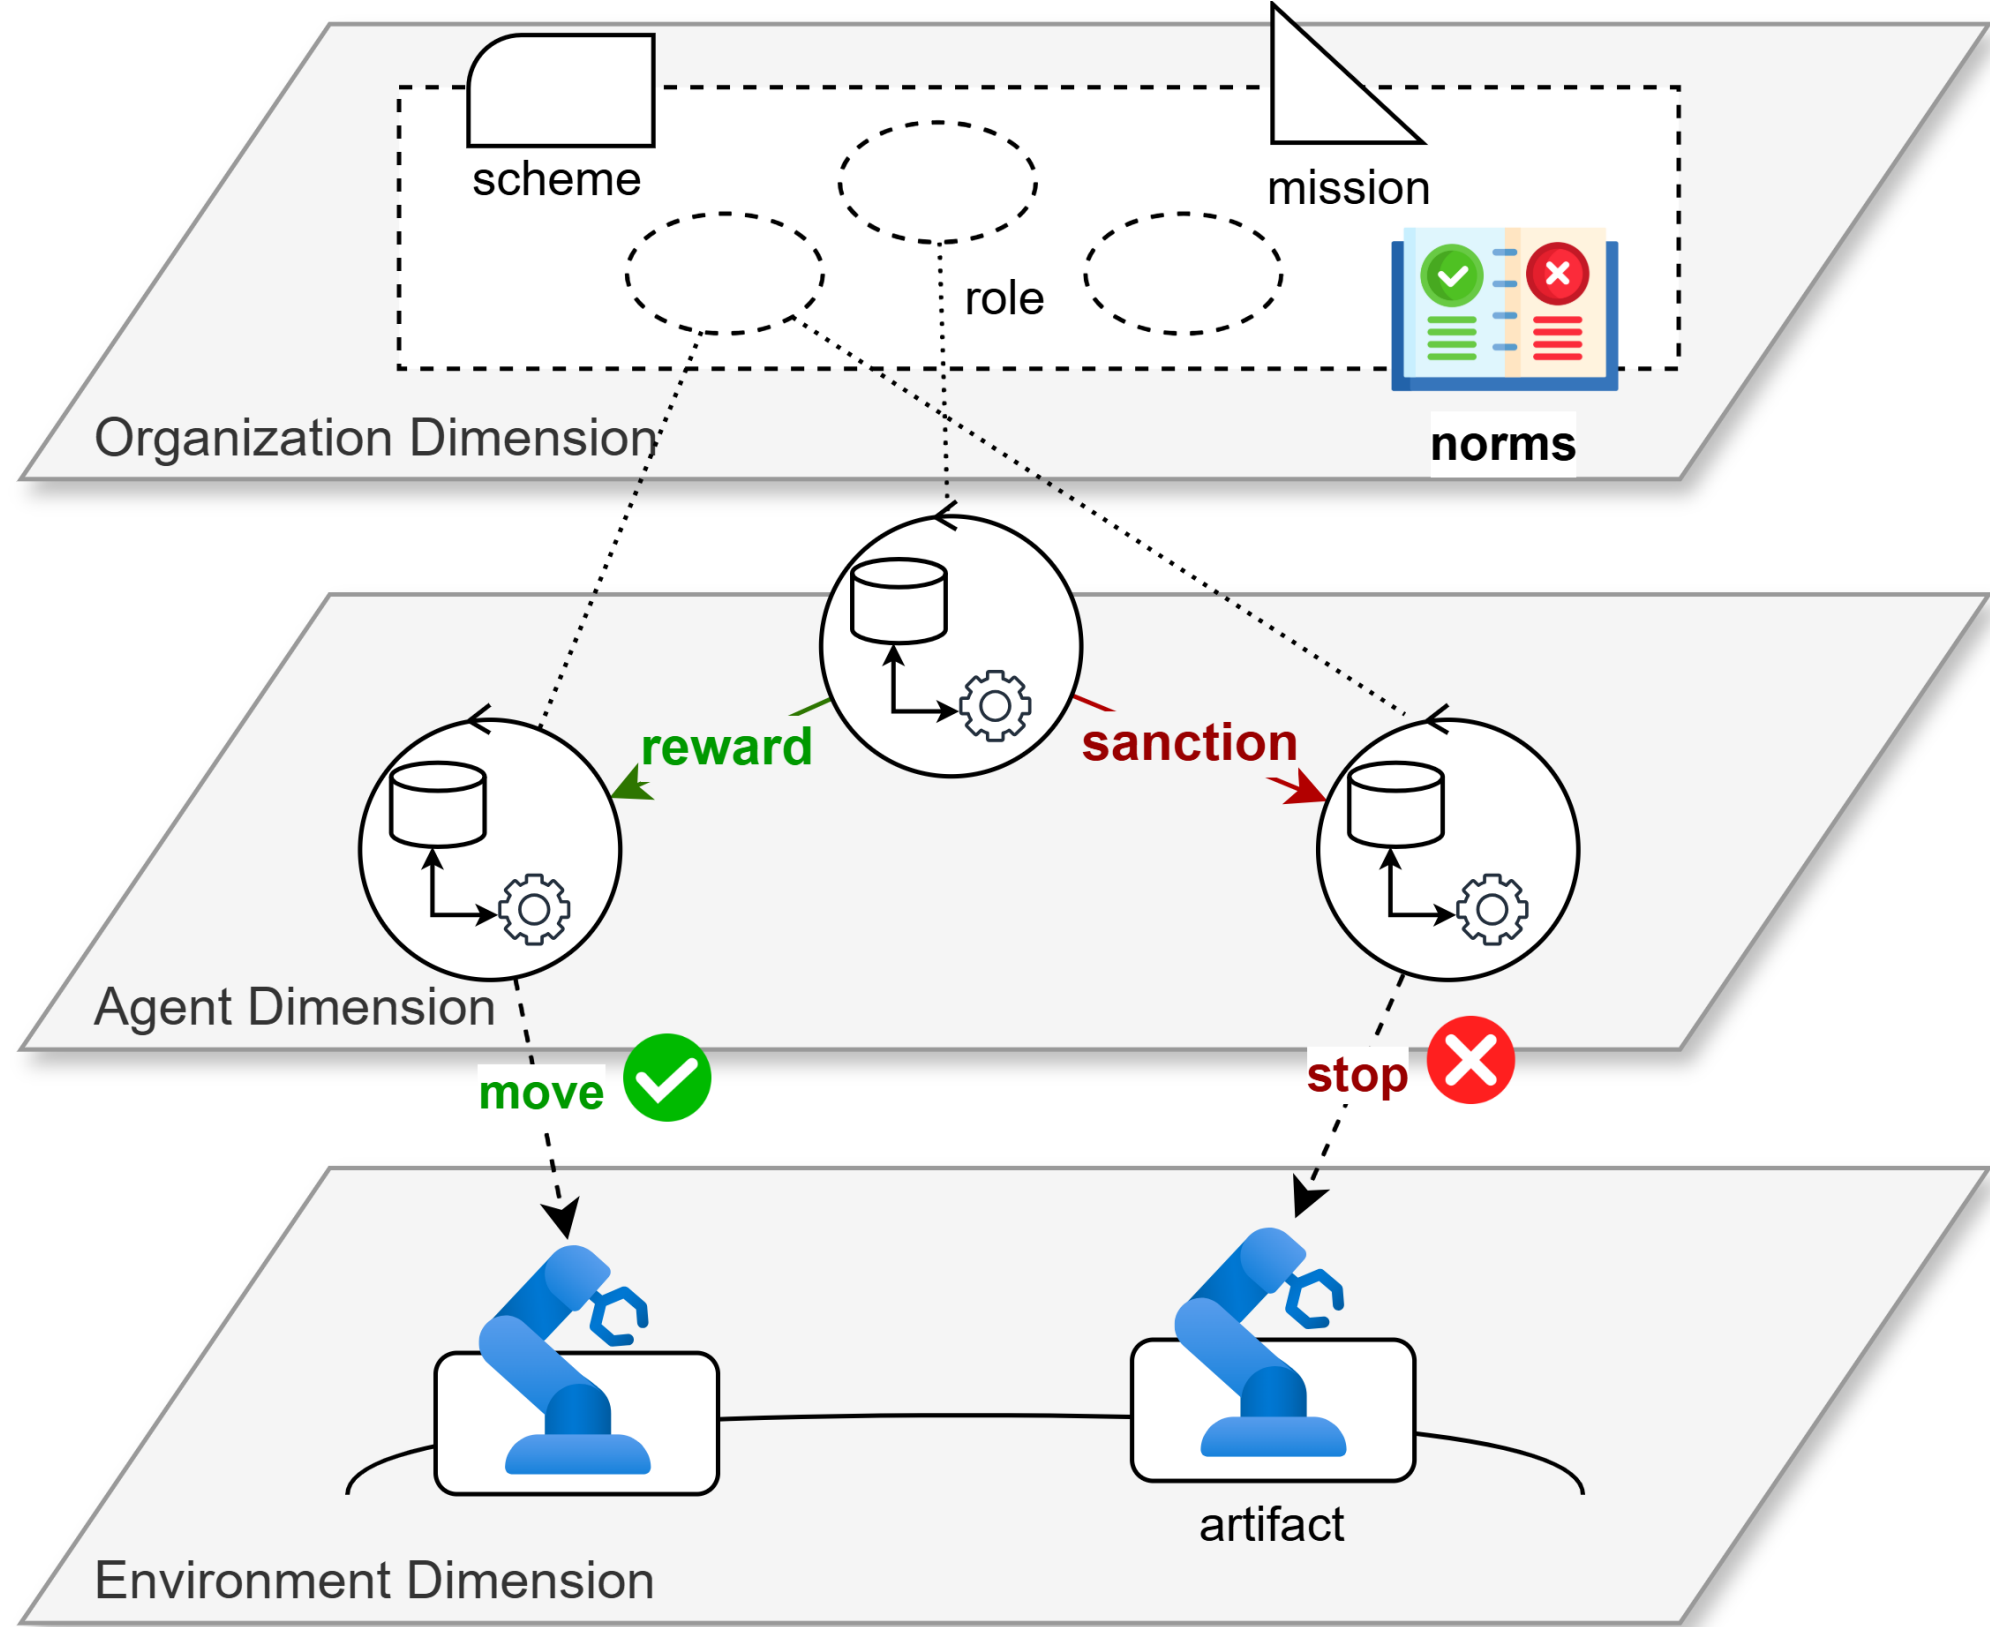 scheme
mission
role
Organization Dimension
norms
reward
sanction
Agent Dimension
move
stop
artifact
Environment Dimension